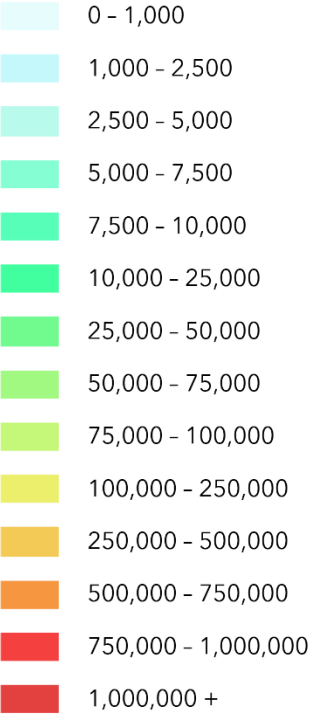 0 – 1,000
1,000 – 2,500
2,500 – 5,000
5,000 – 7,500
7,500 – 10,000
10,000 – 25,000
25,000 – 50,000
50,000 – 75,000
75,000 – 100,000
100,000 – 250,000
250,000 – 500,000
500,000 – 750,000
750,000 – 1,000,000
1,000,000 +